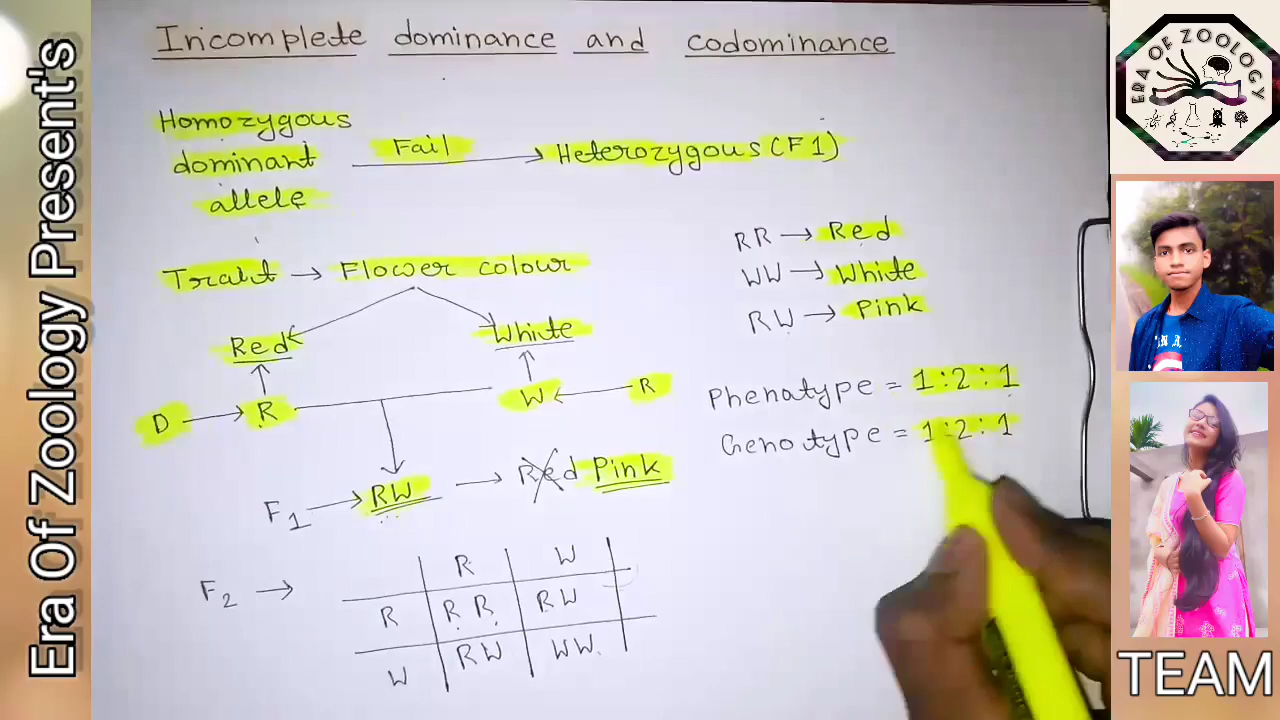 Era Of Zoology Present's
Incomplete dominance and codominance
Homozygous
dominant
allele
Fail
Heterozygous (F1)
Trait → Flower colour
Red
White
D → R
W ← R
F1 → RW → Red Pink
F2 →
R W
R RR RW
W RW WW
RR → Red
WW → White
RW → Pink
Phenotype = 1:2:1
Genotype = 1:2:1
ERA OF ZOOLOGY
TEAM